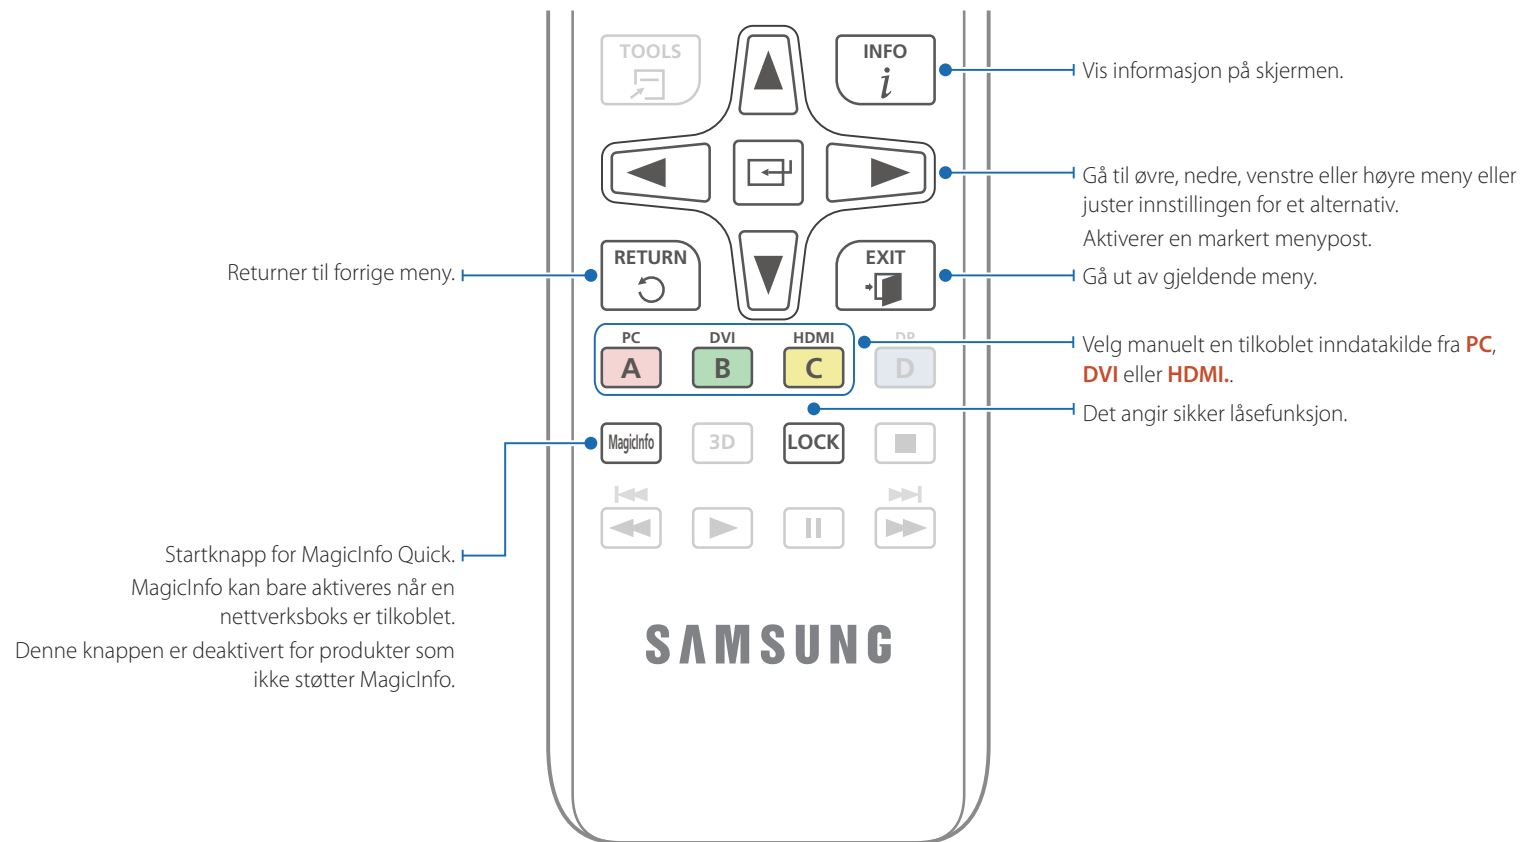 TOOLS
INFO
i
Vis informasjon på skjermen.
Gå til øvre, nedre, venstre eller høyre meny eller
juster innstillingen for et alternativ.
Aktiverer en markert menypost.
RETURN
EXIT
Returner til forrige meny.
Gå ut av gjeldende meny.
PC
DVI
HDMI
DP
A
B
C
D
Velg manuelt en tilkoblet inndatakilde fra PC,
DVI eller HDMI..
Det angir sikker låsefunksjon.
MagicInfo
3D
LOCK
Startknapp for MagicInfo Quick.
MagicInfo kan bare aktiveres når en
nettverksboks er tilkoblet.
Denne knappen er deaktivert for produkter som
ikke støtter MagicInfo.
SAMSUNG